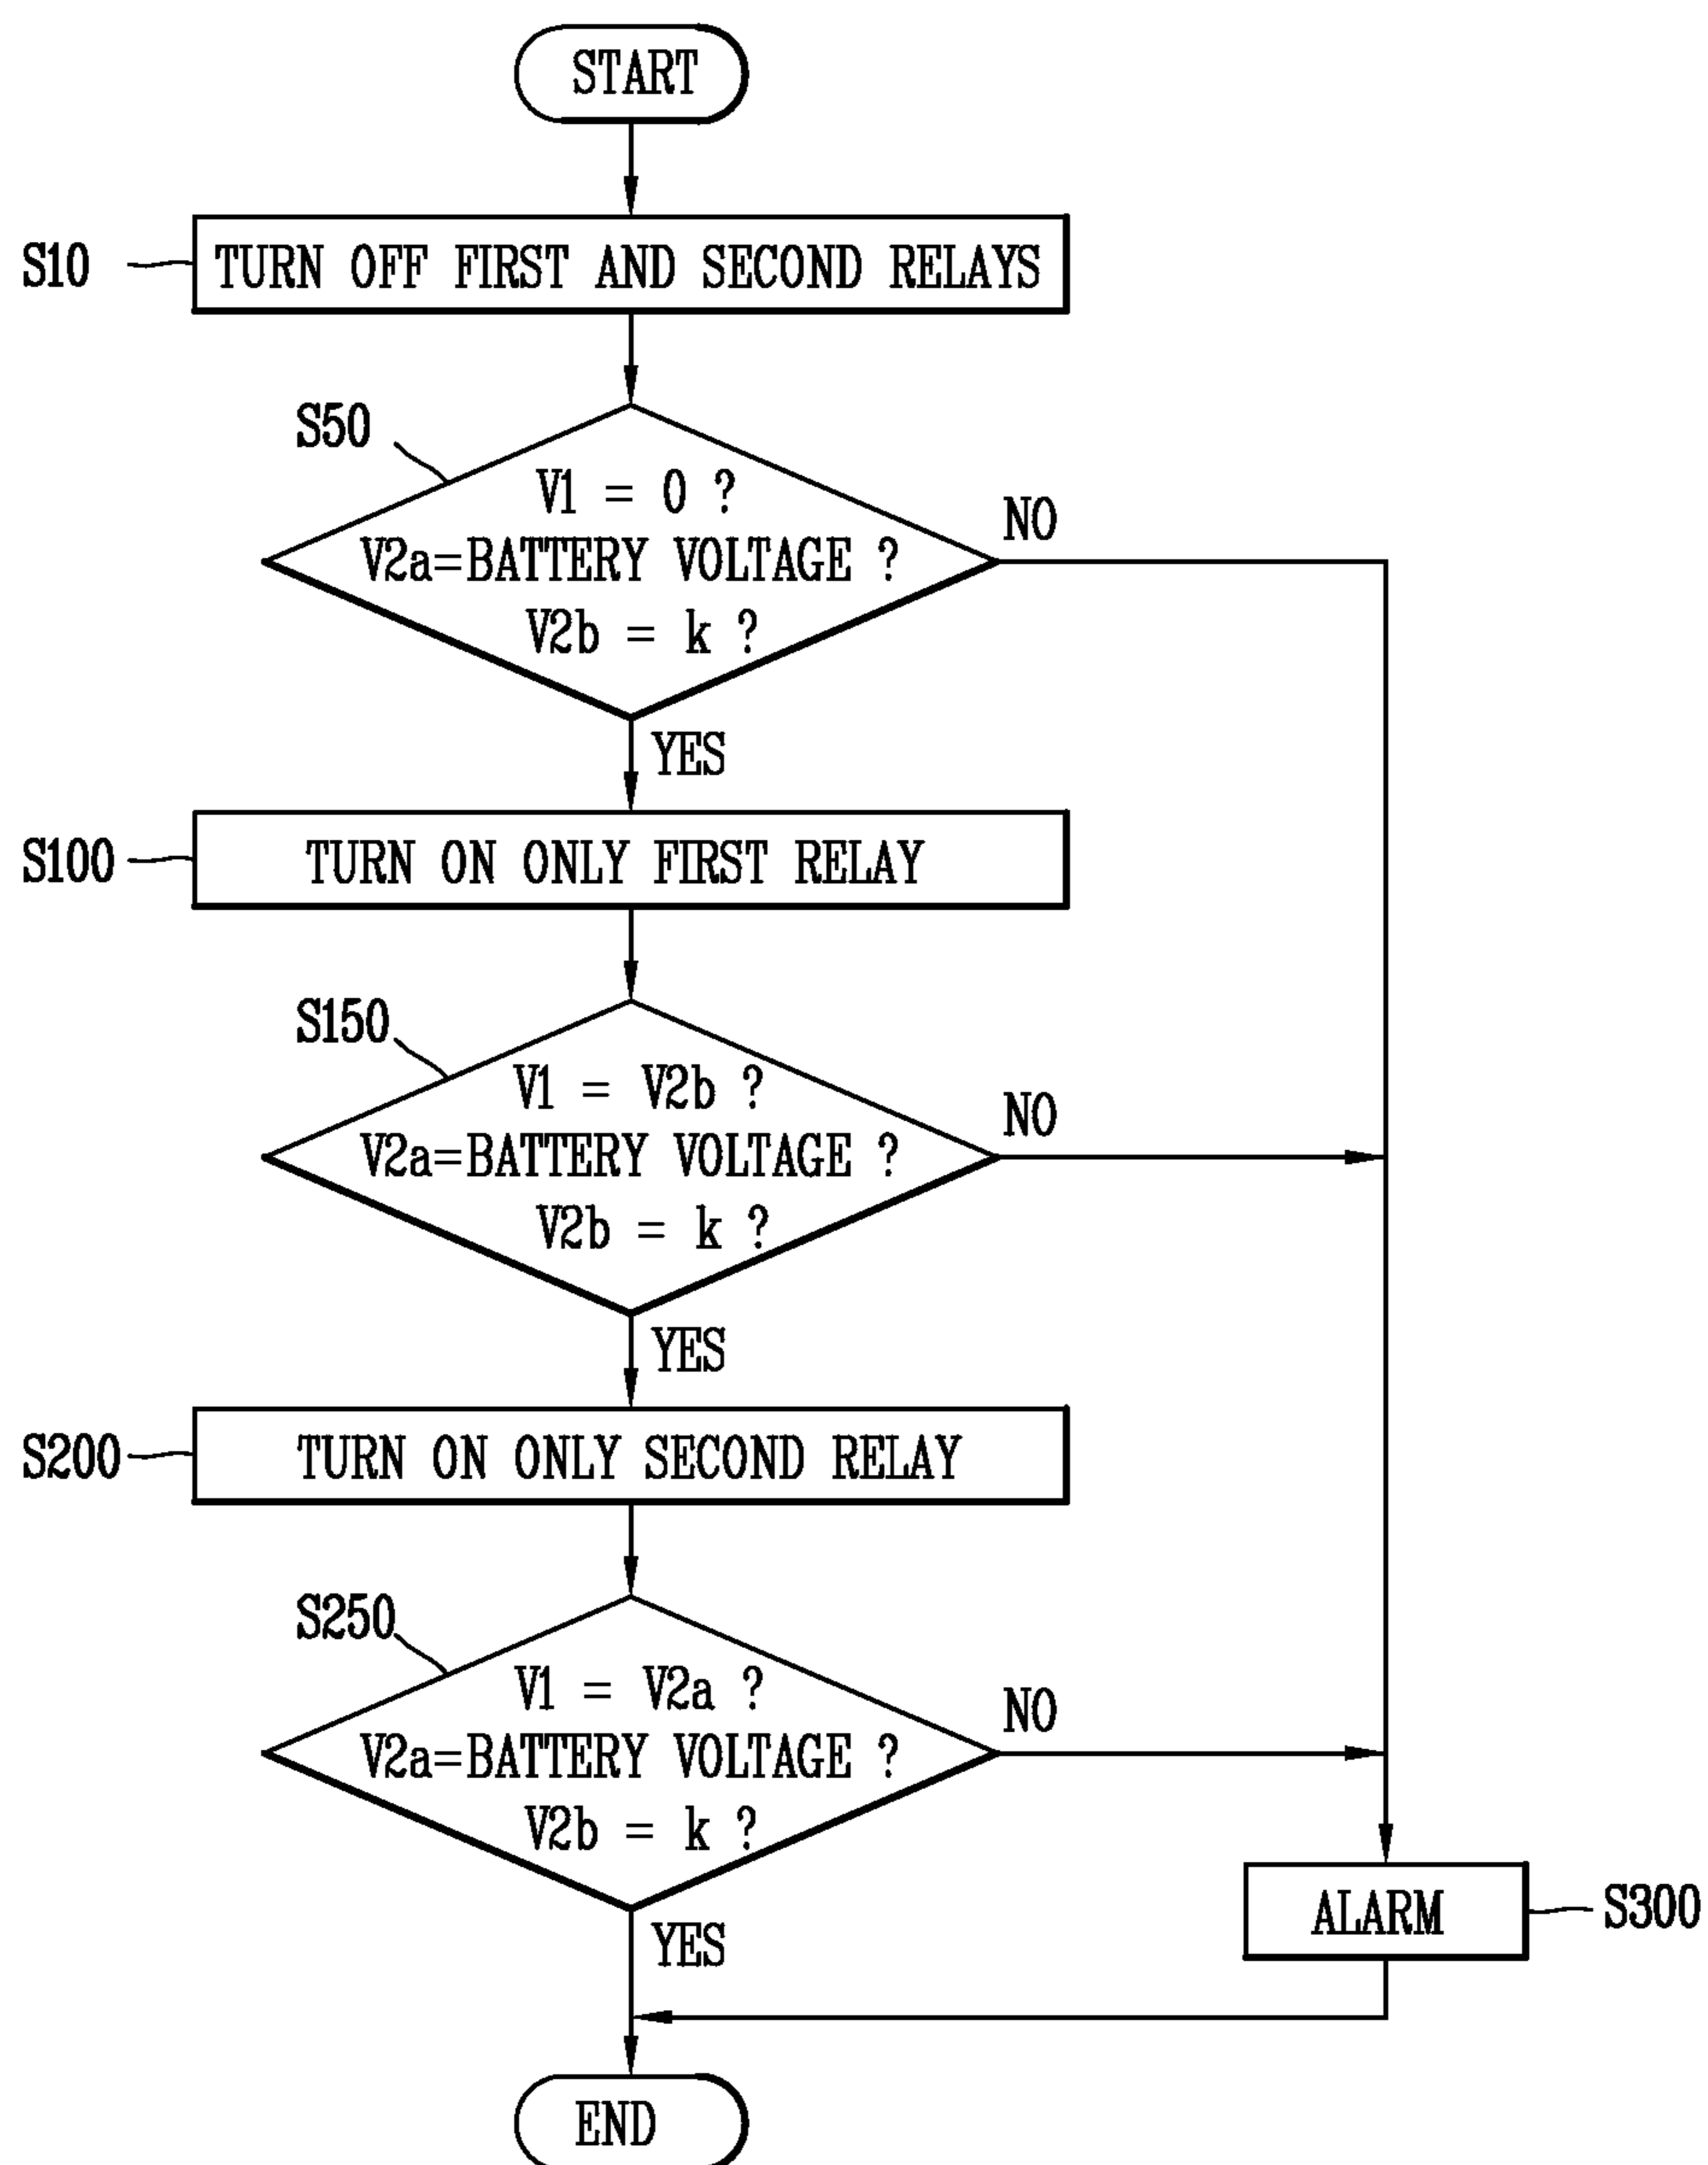 START
S10
TURN OFF FIRST AND SECOND RELAYS
S50
V1 = 0 ?
V2a=BATTERY VOLTAGE ?
V2b = k ?
NO
YES
S100
TURN ON ONLY FIRST RELAY
S150
V1 = V2b ?
V2a=BATTERY VOLTAGE ?
V2b = k ?
NO
YES
S200
TURN ON ONLY SECOND RELAY
S250
V1 = V2a ?
V2a=BATTERY VOLTAGE ?
V2b = k ?
NO
YES
ALARM
S300
END